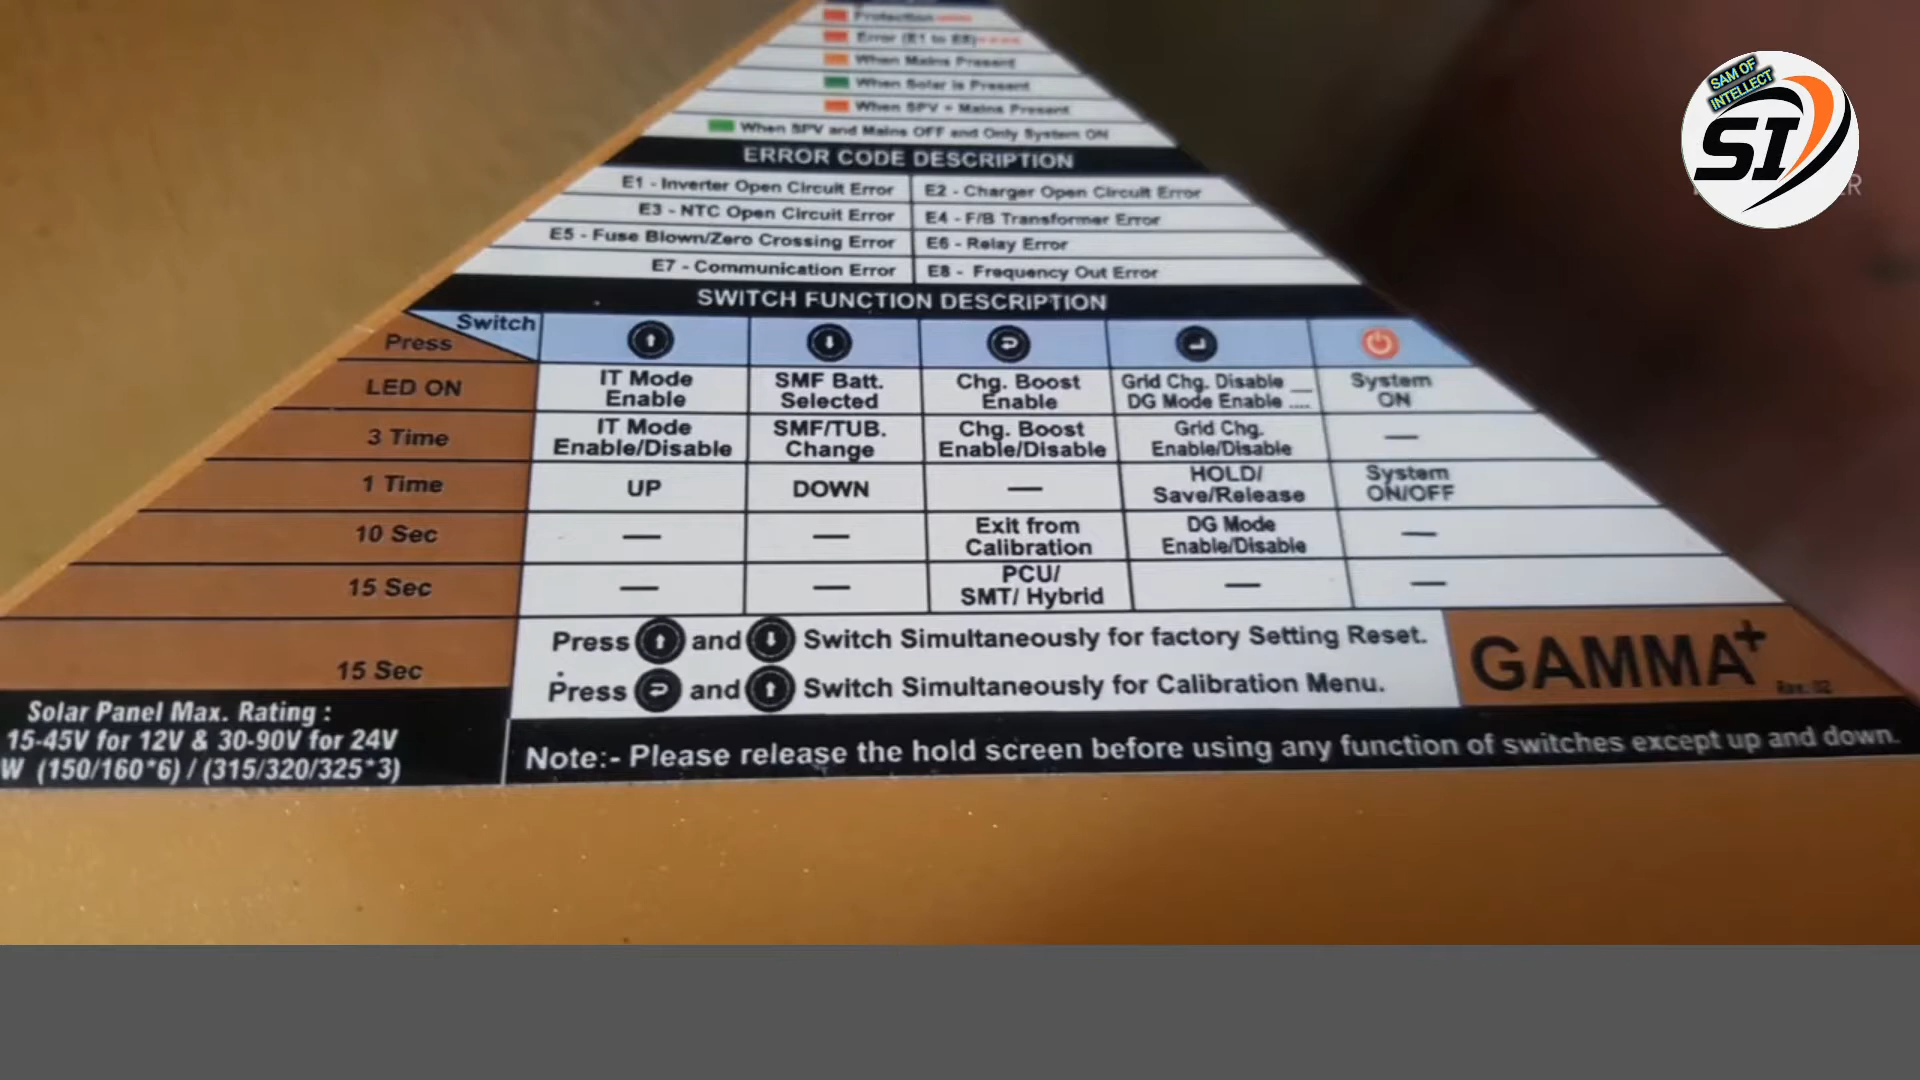 Protection
Error (E1 to E8)
When Mains Present
When Solar is Present
When SPV + Mains Present
When SPV and Mains OFF and Only System ON
ERROR CODE DESCRIPTION
E1 - Inverter Open Circuit Error
E2 - Charger Open Circuit Error
E3 - NTC Open Circuit Error
E4 - F/B Transformer Error
E5 - Fuse Blown/Zero Crossing Error
E6 - Relay Error
E7 - Communication Error
E8 - Frequency Out Error
SWITCH FUNCTION DESCRIPTION
Switch
Press
LED ON
IT Mode
Enable
SMF Batt.
Selected
Chg. Boost
Enable
Grid Chg. Disable __
DG Mode Enable ....
System
ON
3 Time
IT Mode
Enable/Disable
SMF/TUB.
Change
Chg. Boost
Enable/Disable
Grid Chg.
Enable/Disable
—
1 Time
UP
DOWN
—
HOLD/
Save/Release
System
ON/OFF
10 Sec
—
—
Exit from
Calibration
DG Mode
Enable/Disable
—
15 Sec
—
—
PCU/
SMT/ Hybrid
—
—
15 Sec
Press and Switch Simultaneously for factory Setting Reset.
Press and Switch Simultaneously for Calibration Menu.
GAMMA+
Rev. 02
Solar Panel Max. Rating :
15-45V for 12V & 30-90V for 24V
W (150/160*6) / (315/320/325*3)
Note:- Please release the hold screen before using any function of switches except up and down.
SAM OF
INTELLECT
SI